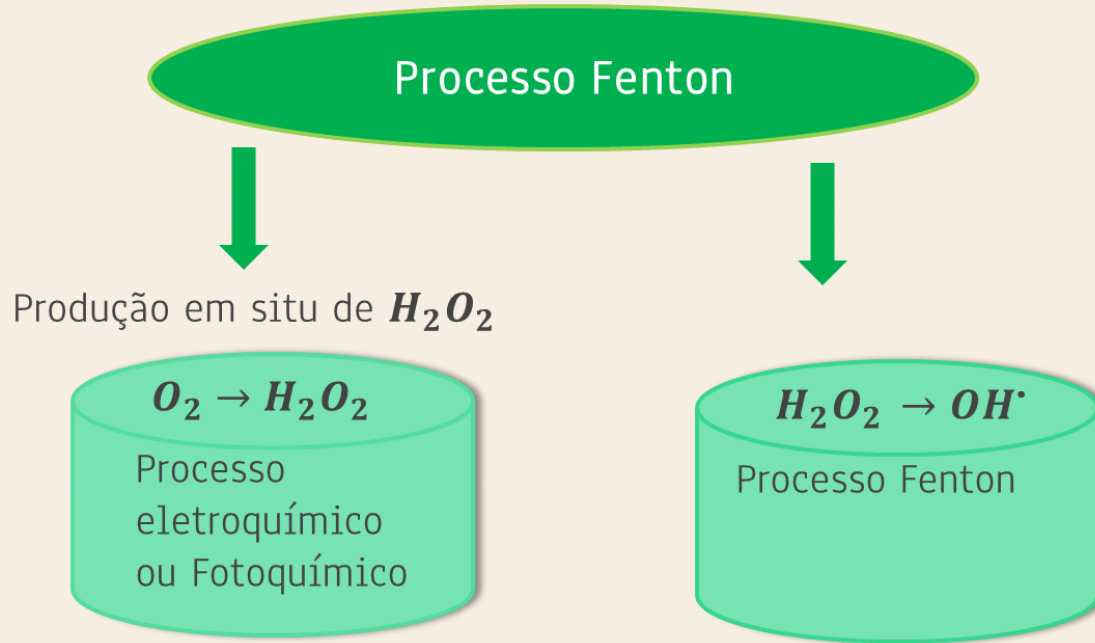 Processo Fenton
Produção em situ de H₂O₂
O₂ → H₂O₂
Processo
eletroquímico
ou Fotoquímico
H₂O₂ → OH˙
Processo Fenton